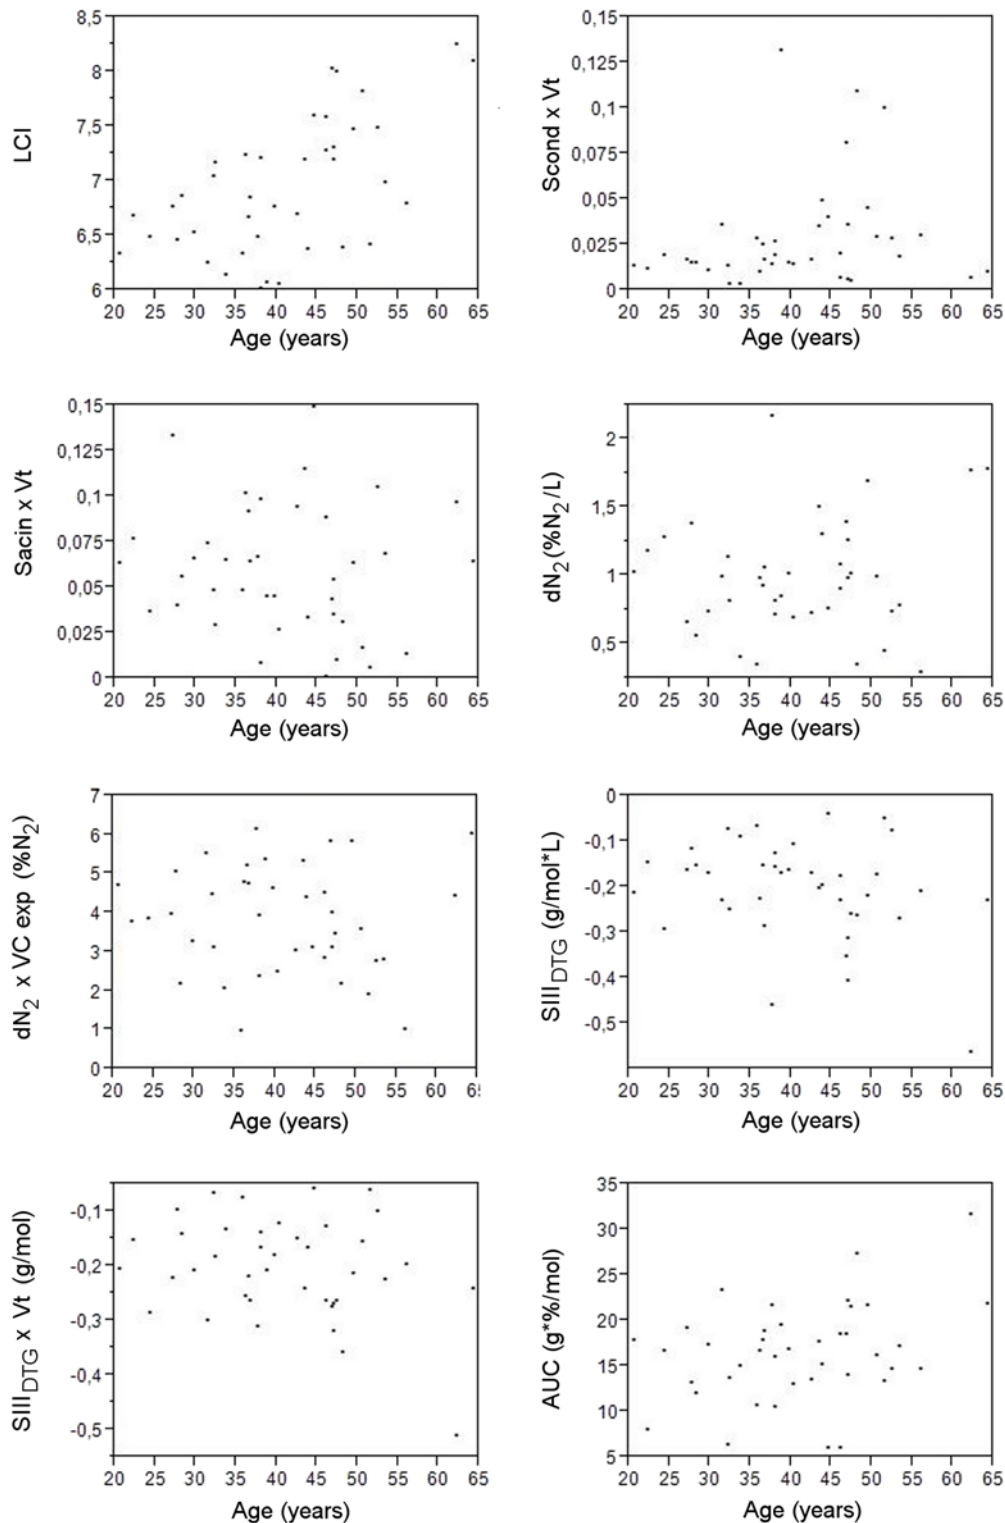 LCI
8,5
8
7,5
7
6,5
6
20 25 30 35 40 45 50 55 60 65
Age (years)
Scond x Vt
0,15
0,1
0,075
0,05
0,025
0
20 25 30 35 40 45 50 55 60 65
Age (years)
Sacin x Vt
0,15
0,125
0,1
0,075
0,05
0,025
0
20 25 30 35 40 45 50 55 60 65
Age (years)
dN₂(%N₂/L)
2
1,5
1
0,5
20 25 30 35 40 45 50 55 60 65
Age (years)
dN₂ x VC exp (%N₂)
7
6
5
4
3
2
1
0
20 25 30 35 40 45 50 55 60
Age (years)
SIII_DTG (g/mol*L)
0
-0,1
-0,2
-0,3
-0,4
-0,5
20 25 30 35 40 45 50 55 60 65
Age (years)
SIII_DTG x Vt (g/mol)
-0,1
-0,2
-0,3
-0,4
-0,5
20 25 30 35 40 45 50 55 60 65
Age (years)
AUC (g*%/mol)
35
30
25
20
15
10
5
20 25 30 35 40 45 50 55 60 65
Age (years)